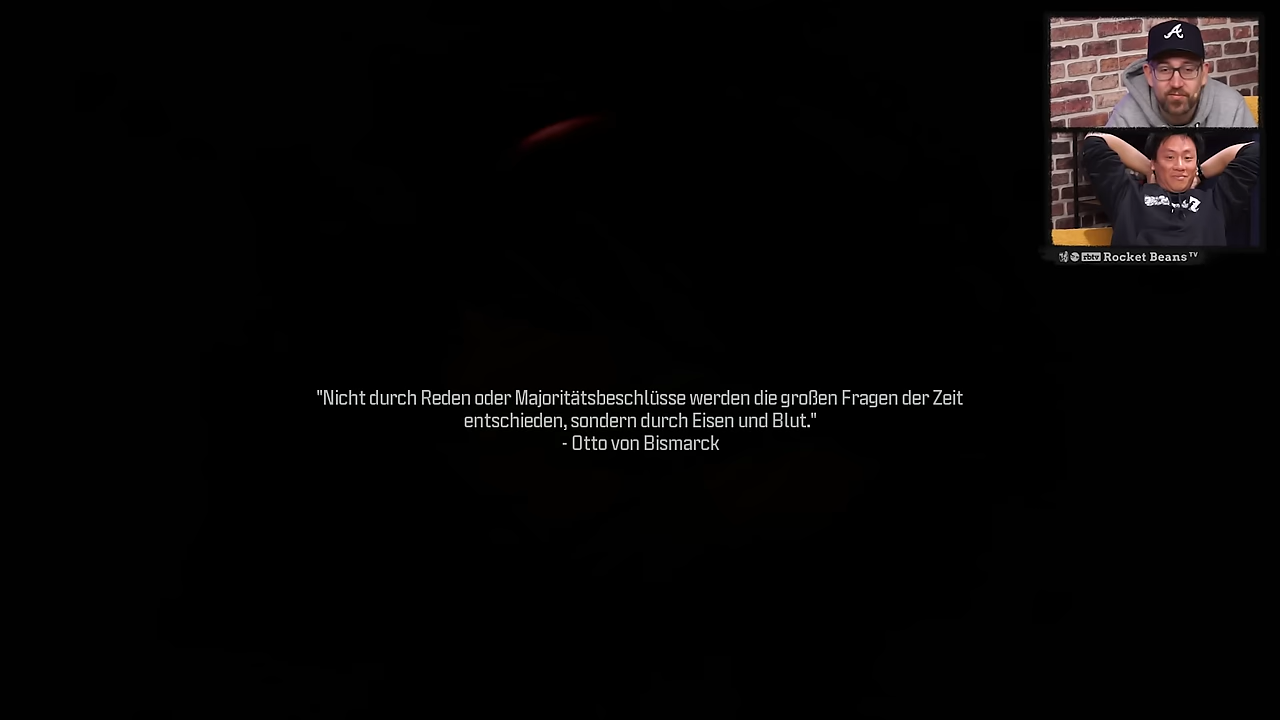 "Nicht durch Reden oder Majoritätsbeschlüsse werden die großen Fragen der Zeit
entschieden, sondern durch Eisen und Blut."
- Otto von Bismarck
A
rbtv Rocket Beans TV